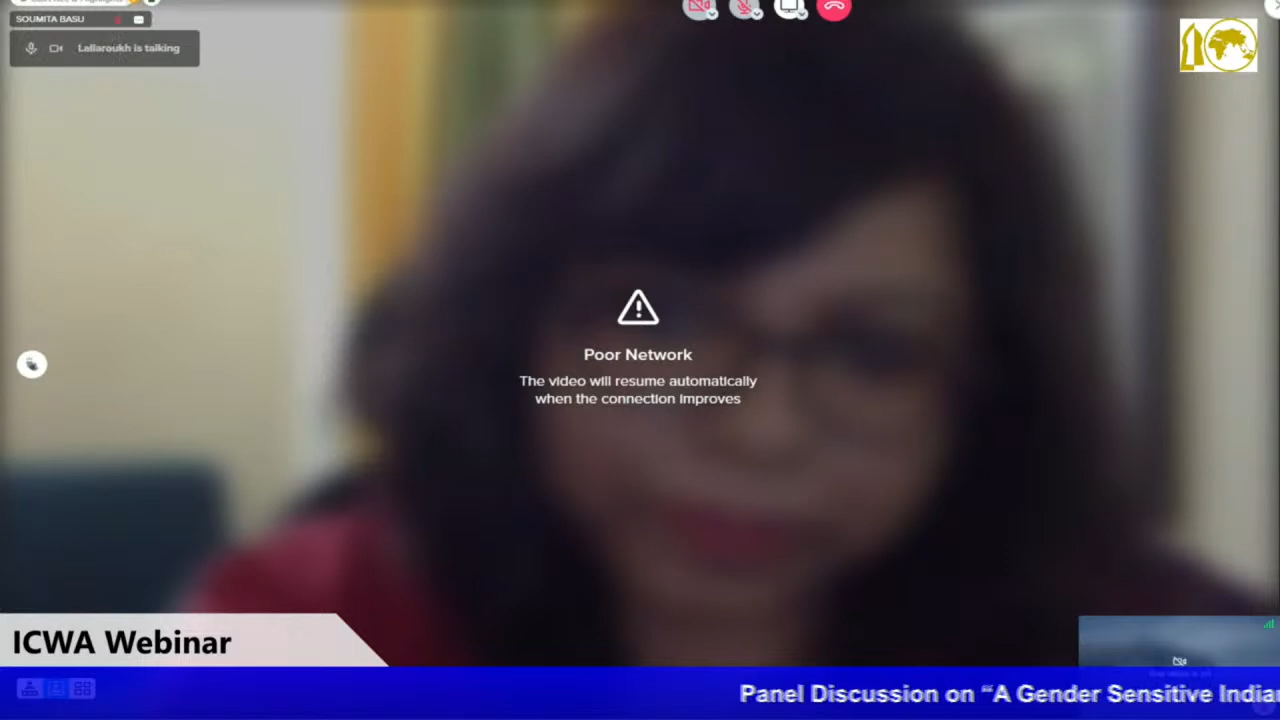 SOUMITA BASU
Lallaroukh is talking
Poor Network
The video will resume automatically
when the connection improves
ICWA Webinar
Panel Discussion on “A Gender Sensitive Indian